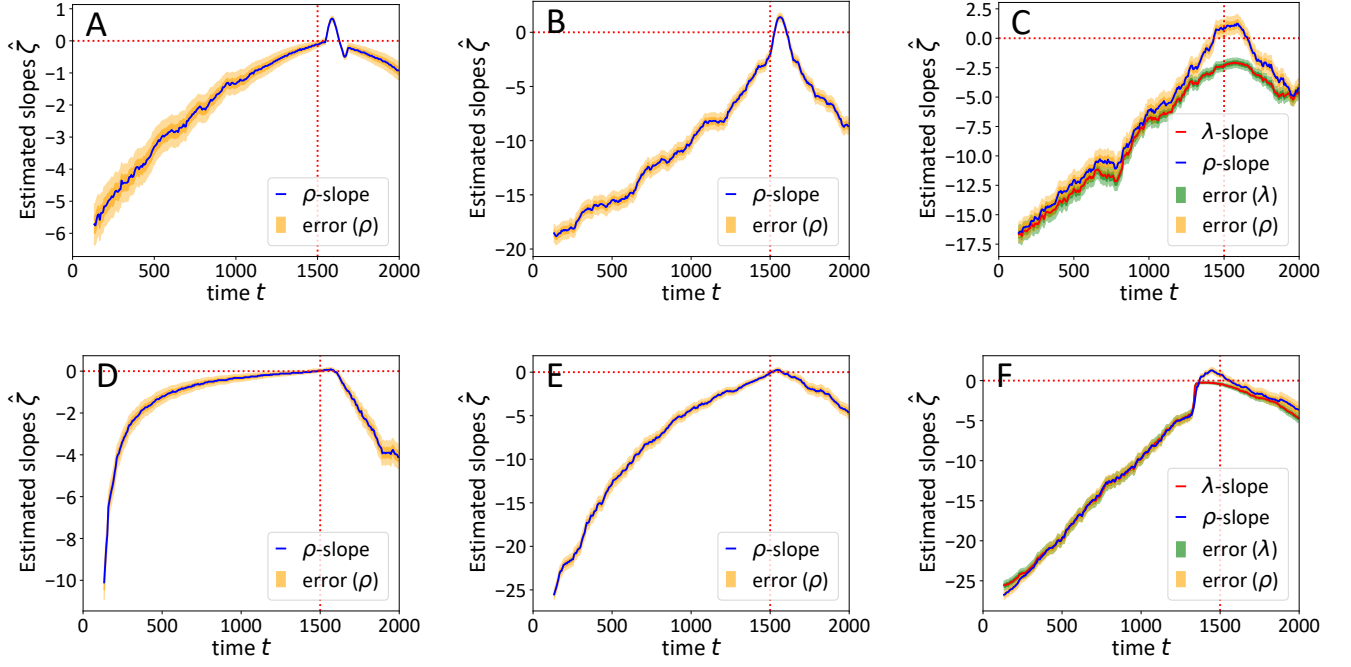 A
Estimated slopes ζ̂
1
0
−1
−2
−3
−4
−5
−6
0 500 1000 1500 2000
time t
ρ-slope
error (ρ)
B
0
−5
−10
−15
−20
0 500 1000 1500 2000
time t
ρ-slope
error (ρ)
C
Estimated slopes ζ̂
2.5
0.0
−2.5
−5.0
−7.5
−10.0
−12.5
−15.0
−17.5
0 500 1000 1500 2000
time t
λ-slope
ρ-slope
error (λ)
error (ρ)
D
Estimated slopes ζ̂
0
−2
−4
−6
−8
−10
0 500 1000 1500 2000
time t
ρ-slope
error (ρ)
E
Estimated slopes ζ̂
0
−5
−10
−15
−20
−25
0 500 1000 1500 2000
time t
ρ-slope
error (ρ)
F
Estimated slopes ζ̂
0
−5
−10
−15
−20
−25
0 500 1000 1500 2000
time t
λ-slope
ρ-slope
error (λ)
error (ρ)